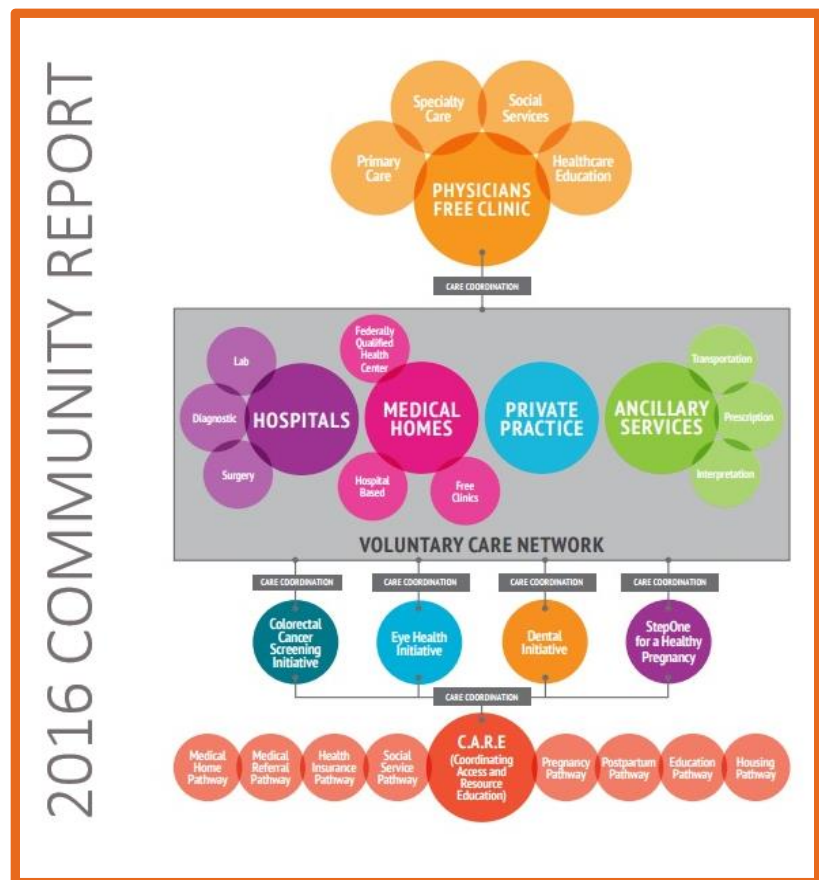 2016 COMMUNITY REPORT
Specialty
Care
Social
Services
Primary
Care
Healthcare
Education
PHYSICIANS
FREE CLINIC
CARE COORDINATION
Lab
Diagnostic
Surgery
HOSPITALS
Federally
Qualified
Health
Center
MEDICAL
HOMES
Hospital
Based
Free
Clinics
PRIVATE
PRACTICE
ANCILLARY
SERVICES
Transportation
Prescription
Interpretation
VOLUNTARY CARE NETWORK
CARE COORDINATION
CARE COORDINATION
CARE COORDINATION
CARE COORDINATION
Colorectal
Cancer
Screening
Initiative
Eye Health
Initiative
Dental
Initiative
StepOne
for a Healthy
Pregnancy
CARE COORDINATION
Medical
Home
Pathway
Medical
Referral
Pathway
Health
Insurance
Pathway
Social
Service
Pathway
C.A.R.E
(Coordinating
Access and
Resource
Education)
Pregnancy
Pathway
Postpartum
Pathway
Education
Pathway
Housing
Pathway